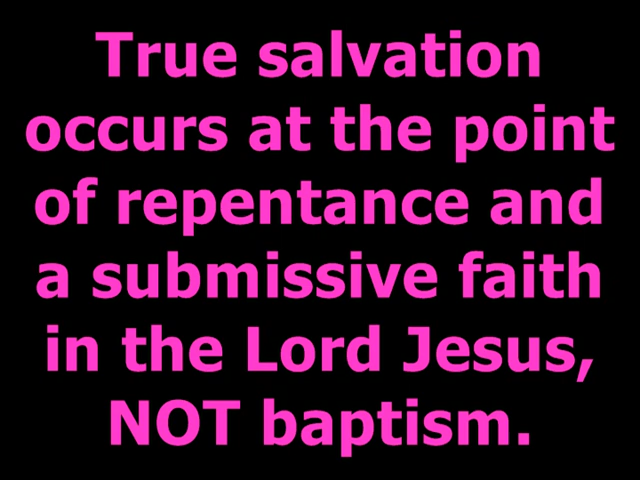 True salvation
occurs at the point
of repentance and
a submissive faith
in the Lord Jesus,
NOT baptism.